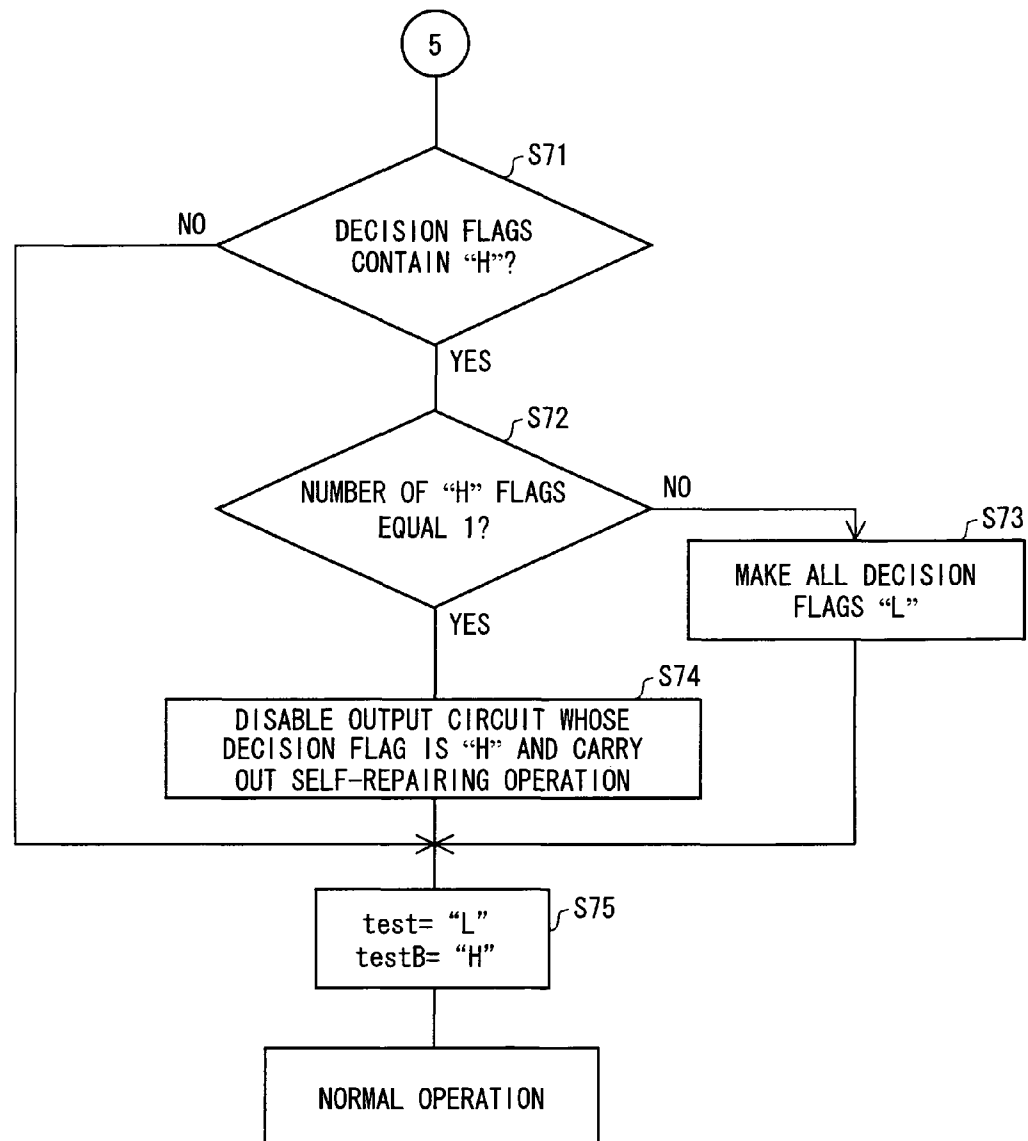 5
S71
NO
DECISION FLAGS
CONTAIN “H”?
YES
S72
NUMBER OF “H” FLAGS
EQUAL 1?
NO
S73
MAKE ALL DECISION
FLAGS “L”
YES
S74
DISABLE OUTPUT CIRCUIT WHOSE
DECISION FLAG IS “H” AND CARRY
OUT SELF-REPAIRING OPERATION
S75
test= “L”
testB= “H”
NORMAL OPERATION